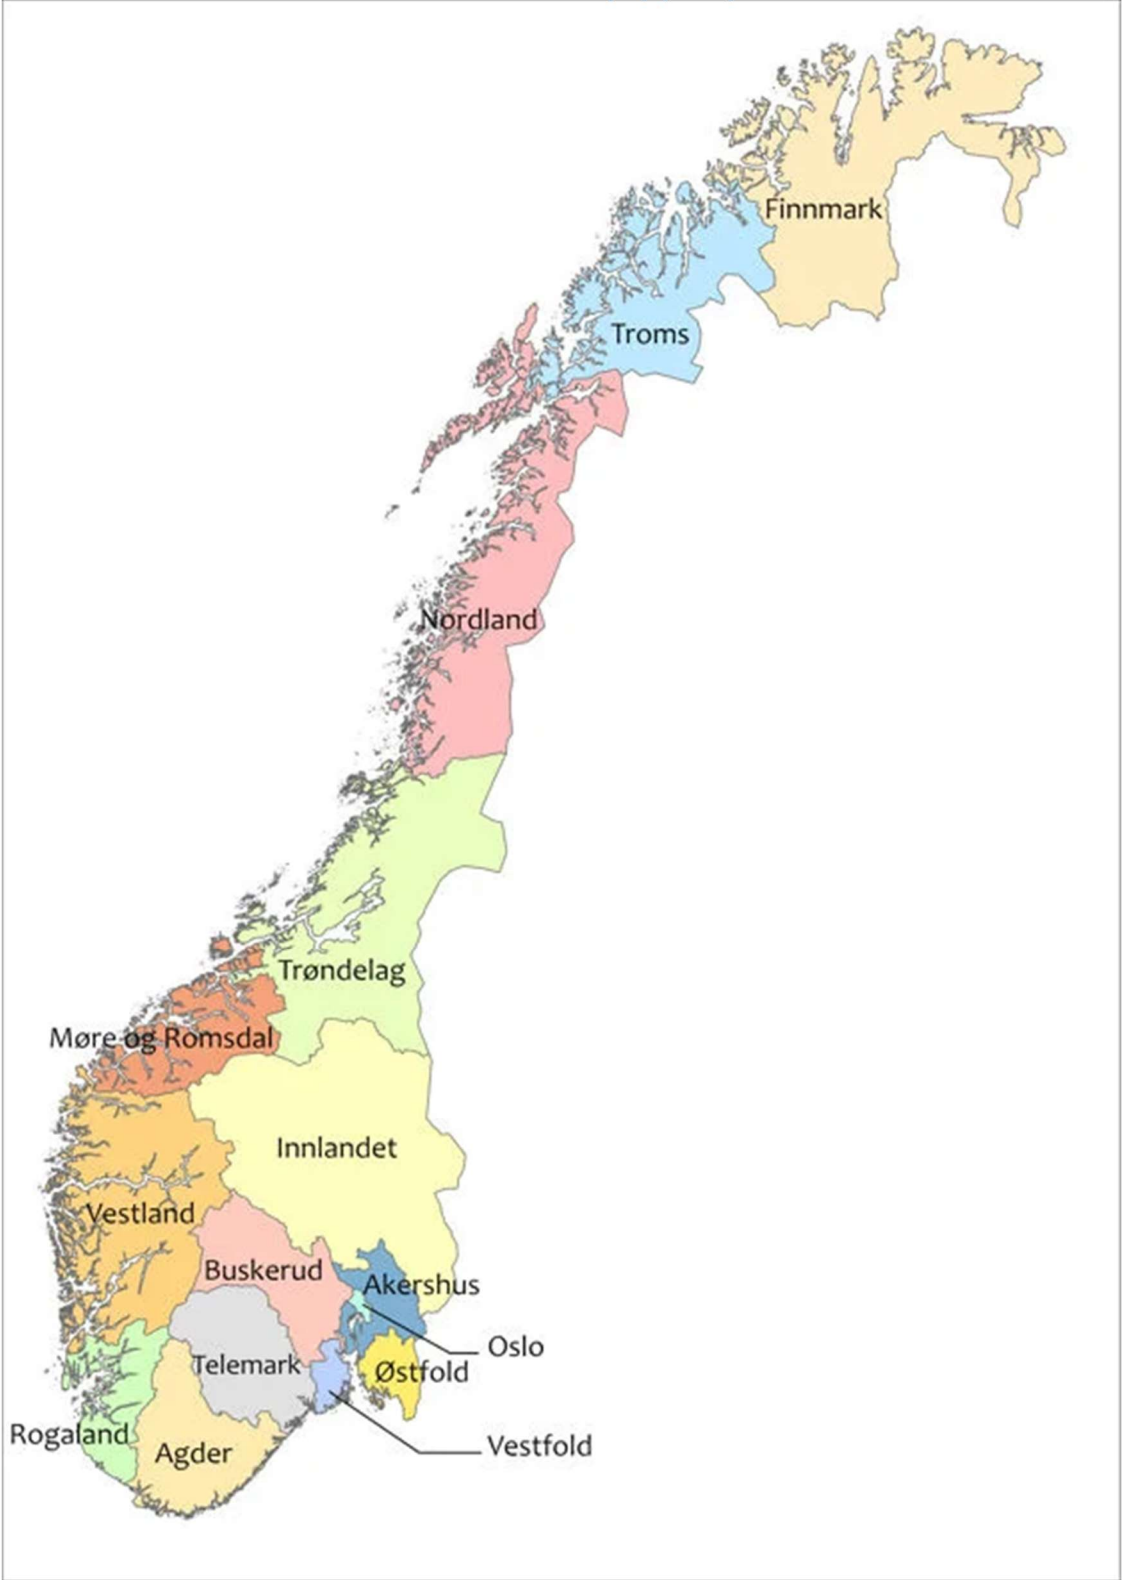 Finnmark
Troms
Nordland
Trøndelag
Møre og Romsdal
Innlandet
Vestland
Buskerud
Akershus
Oslo
Telemark
Østfold
Rogaland
Agder
Vestfold